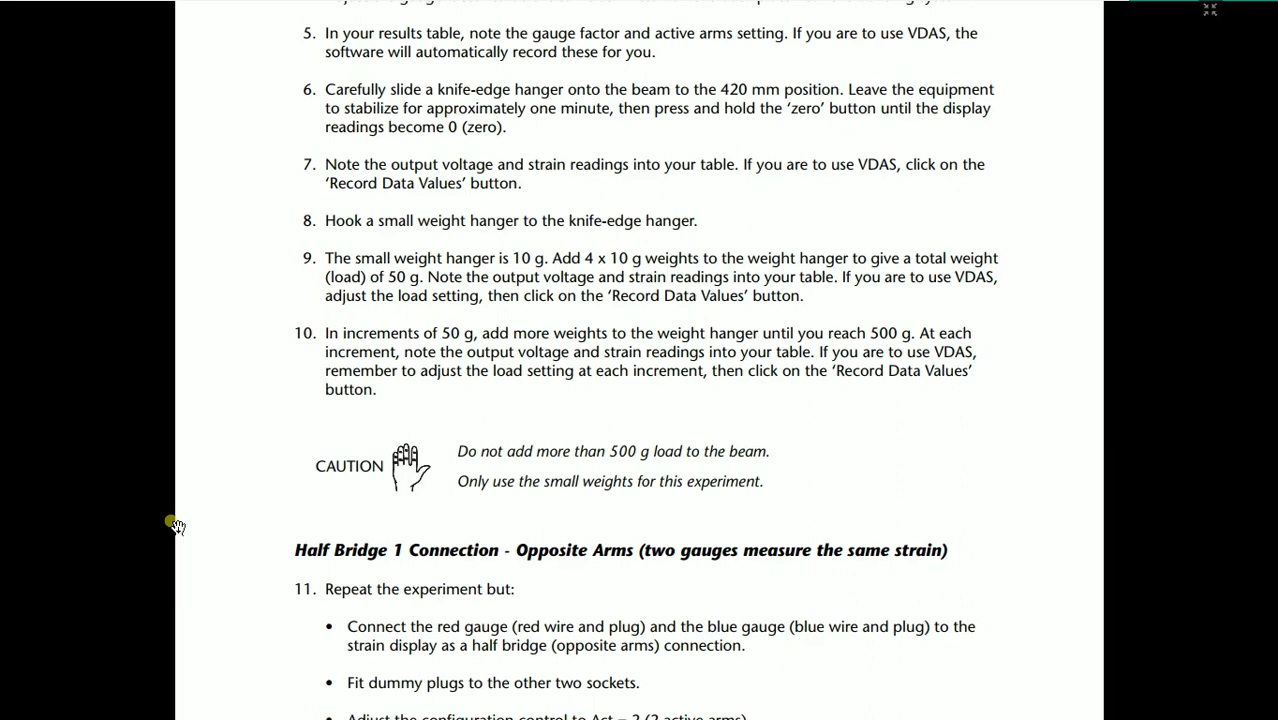 5. In your results table, note the gauge factor and active arms setting. If you are to use VDAS, the
software will automatically record these for you.
6. Carefully slide a knife-edge hanger onto the beam to the 420 mm position. Leave the equipment
to stabilize for approximately one minute, then press and hold the ‘zero’ button until the display
readings become 0 (zero).
7. Note the output voltage and strain readings into your table. If you are to use VDAS, click on the
‘Record Data Values’ button.
8. Hook a small weight hanger to the knife-edge hanger.
9. The small weight hanger is 10 g. Add 4 x 10 g weights to the weight hanger to give a total weight
(load) of 50 g. Note the output voltage and strain readings into your table. If you are to use VDAS,
adjust the load setting, then click on the ‘Record Data Values’ button.
10. In increments of 50 g, add more weights to the weight hanger until you reach 500 g. At each
increment, note the output voltage and strain readings into your table. If you are to use VDAS,
remember to adjust the load setting at each increment, then click on the ‘Record Data Values’
button.
CAUTION
Do not add more than 500 g load to the beam.
Only use the small weights for this experiment.
Half Bridge 1 Connection - Opposite Arms (two gauges measure the same strain)
11. Repeat the experiment but:
• Connect the red gauge (red wire and plug) and the blue gauge (blue wire and plug) to the
strain display as a half bridge (opposite arms) connection.
• Fit dummy plugs to the other two sockets.
• Adjust the configuration control to Act = 2 (2 active arms)